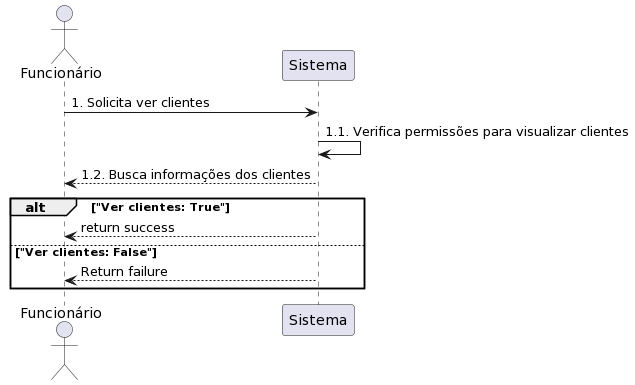 Funcionário
Sistema
1. Solicita ver clientes
1.1. Verifica permissões para visualizar clientes
1.2. Busca informações dos clientes
alt ["Ver clientes: True"]
return success
["Ver clientes: False"]
Return failure
Funcionário
Sistema